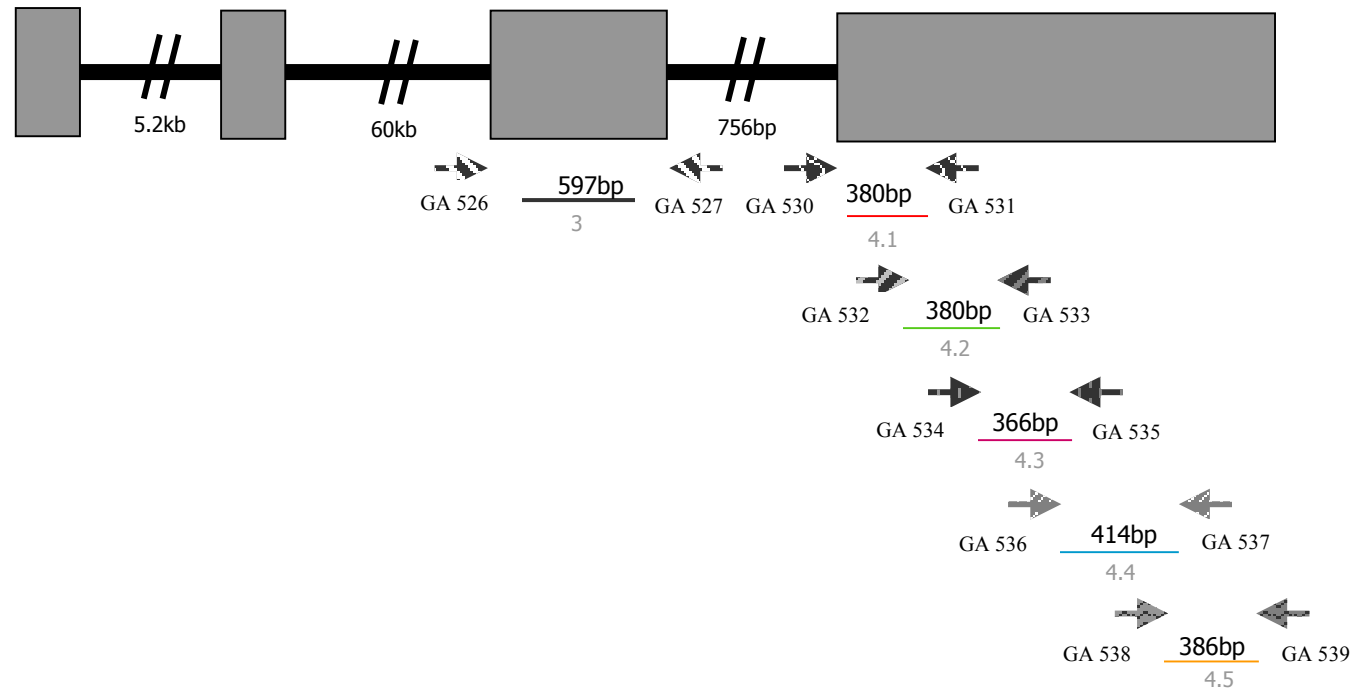 5.2kb
60kb
756bp
GA 526
597bp
3
GA 527
GA 530
380bp
4.1
GA 531
GA 532
380bp
4.2
GA 533
GA 534
366bp
4.3
GA 535
GA 536
414bp
4.4
GA 537
GA 538
386bp
4.5
GA 539